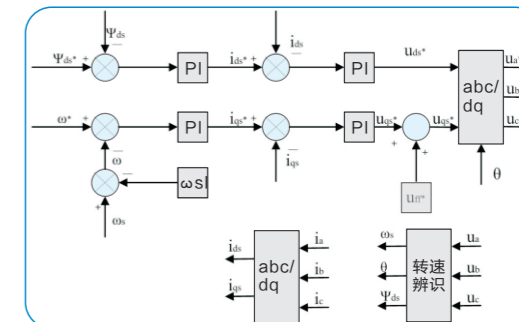 Ψds
ids
Ψds* + − PI ids* + − PI uds* abc/dq ua*
ub
uc
ω* + − PI iqs* + − PI uqs* + + uqs*
ω
iqs
θ
− ωsl
uff*
+
ωs
ids abc/dq ia
ib
iqs ic
ωs 转速辨识 ua
θ ub
Ψds uc